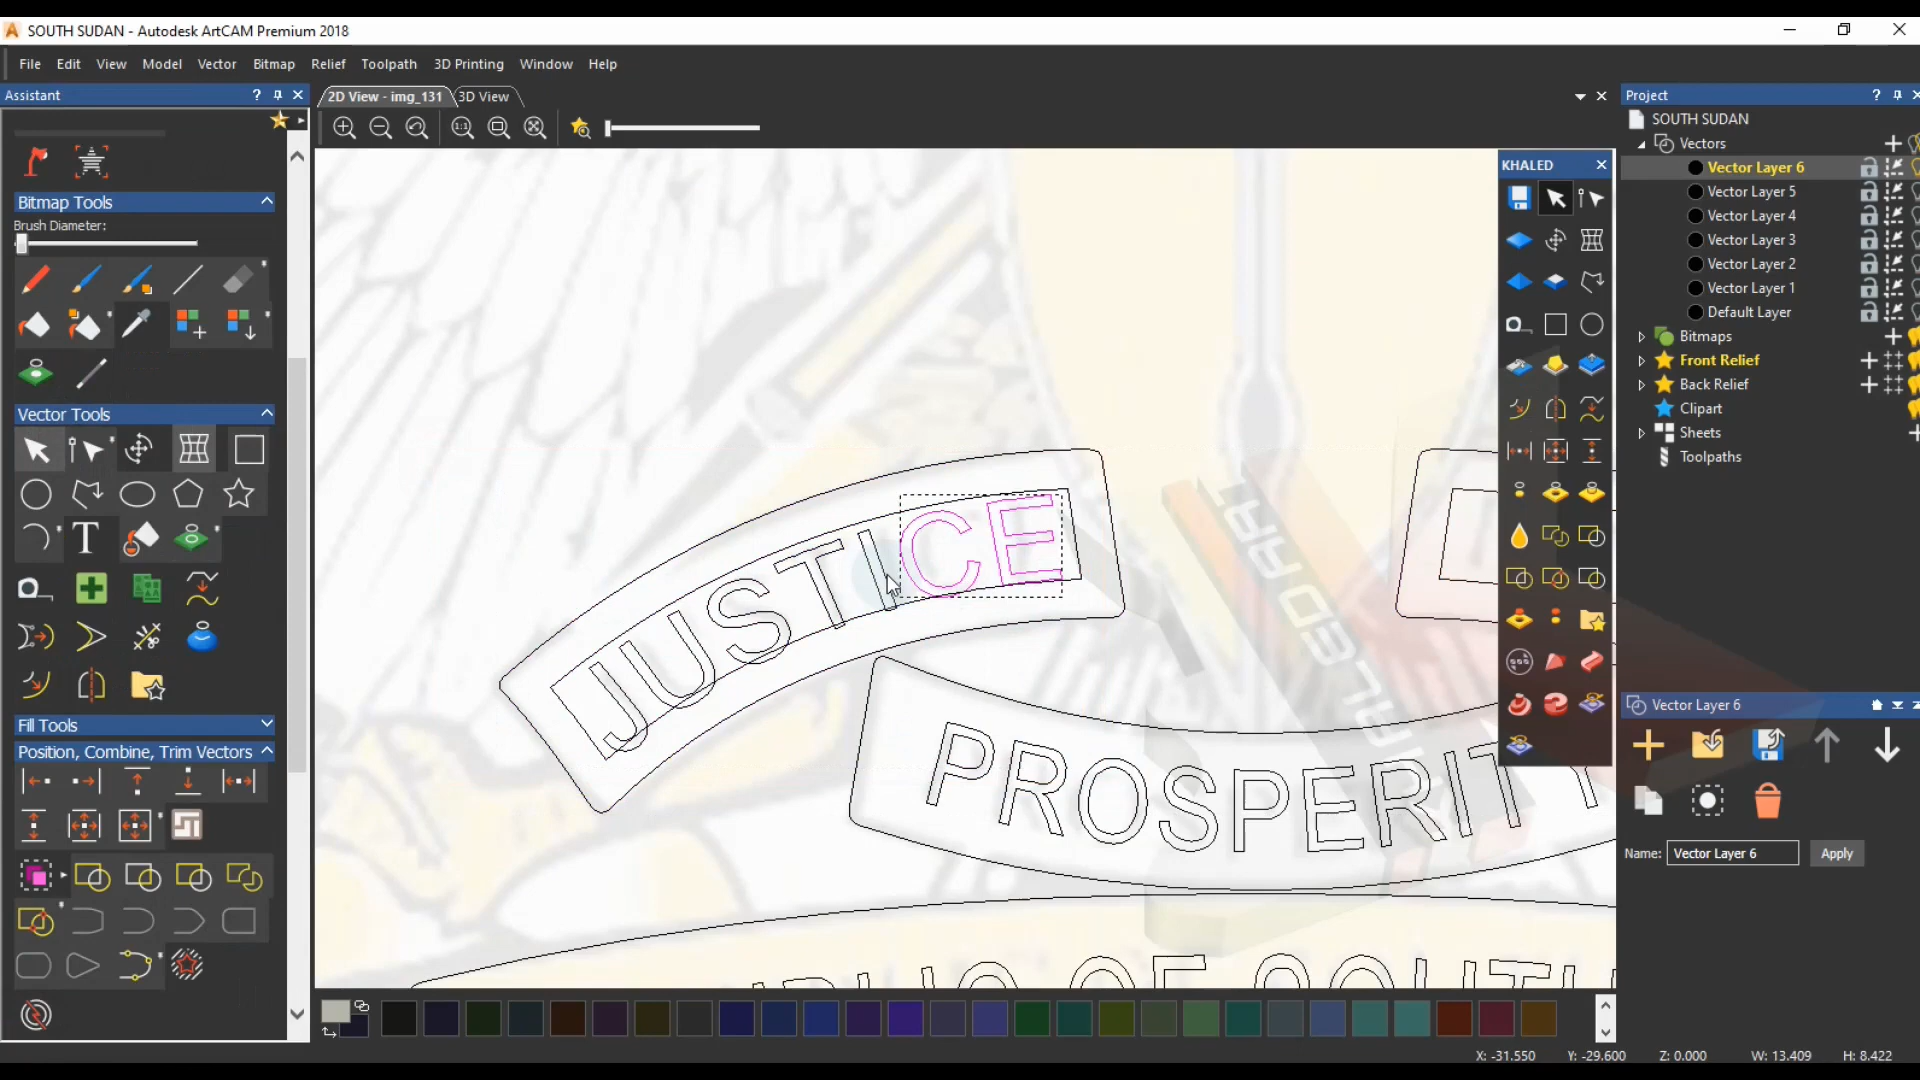 SOUTH SUDAN - Autodesk ArtCAM Premium 2018
File Edit View Model Vector Bitmap Relief Toolpath 3D Printing Window Help
Assistant
2D View - img_131
3D View
Bitmap Tools
Brush Diameter:
Vector Tools
Fill Tools
Position, Combine, Trim Vectors
JUSTICE
PROSPERITY
OF SOUTH
KHALED
Project
SOUTH SUDAN
Vectors
Vector Layer 6
Vector Layer 5
Vector Layer 4
Vector Layer 3
Vector Layer 2
Vector Layer 1
Default Layer
Bitmaps
Front Relief
Back Relief
Clipart
Sheets
Toolpaths
Vector Layer 6
Name: Vector Layer 6 Apply
X: -31.550 Y: -29.600 Z: 0.000 W: 13.409 H: 8.422